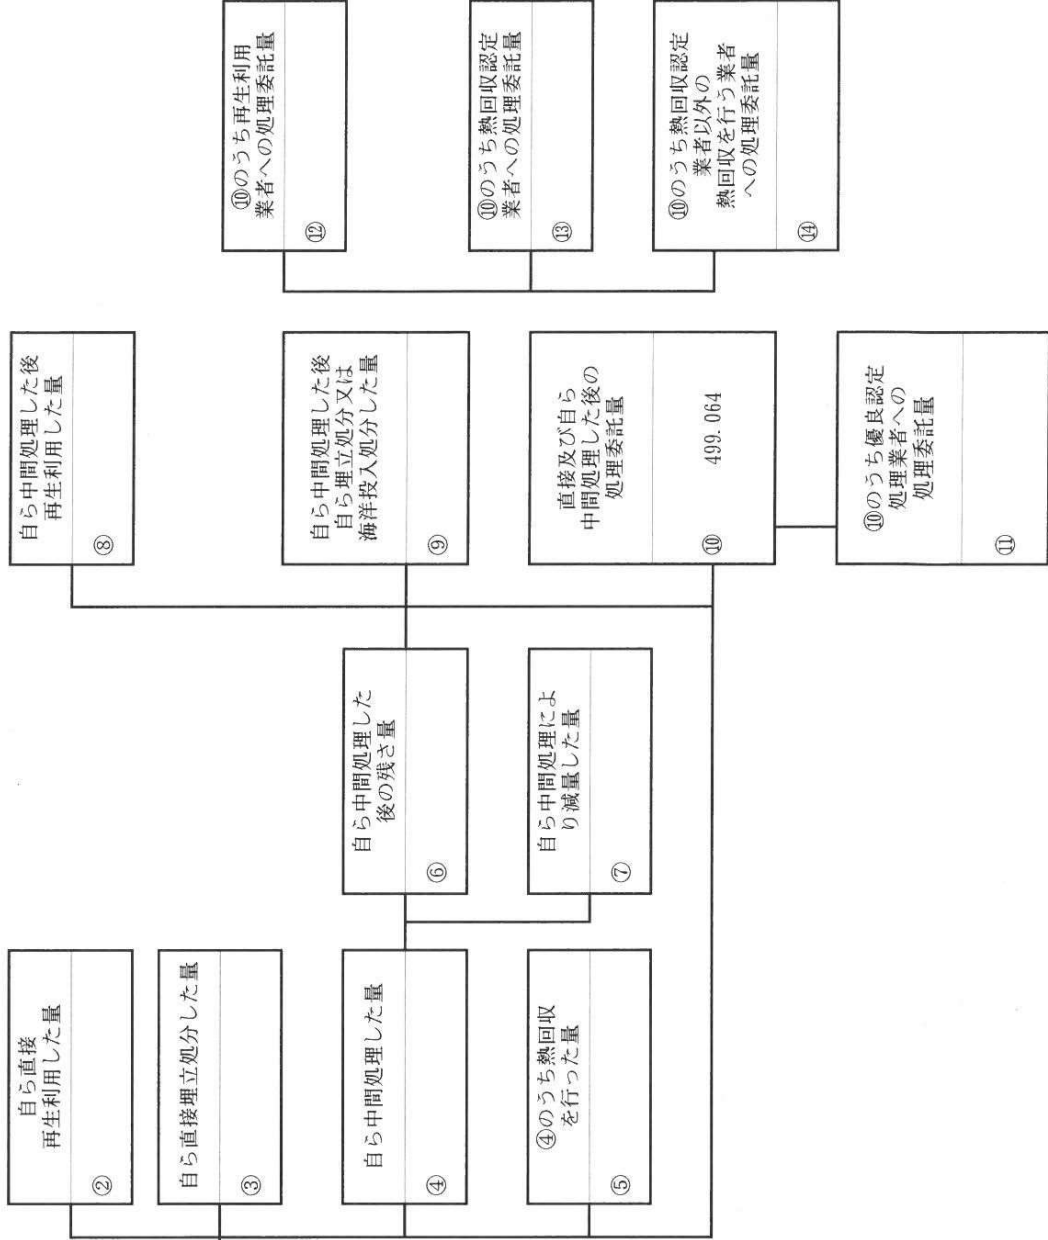 自ら直接
再生利用した量
②
自ら直接埋立処分した量
③
自ら中間処理した量
④
④のうち熱回収
を行った量
⑤
自ら中間処理した
後の残さ量
⑥
自ら中間処理によ
り減量した量
⑦
自ら中間処理した後
再生利用した量
⑧
自ら中間処理した後
自ら埋立処分又は
海洋投入処分した量
⑨
直接及び自ら
中間処理した後の
処理委託量
⑩ 499.064
⑩のうち優良認定
処理業者への
処理委託量
⑪
⑩のうち再生利用
業者への処理委託量
⑫
⑩のうち熱回収認定
業者への処理委託量
⑬
⑩のうち熱回収認定
業者以外の
熱回収を行う業者
への処理委託量
⑭